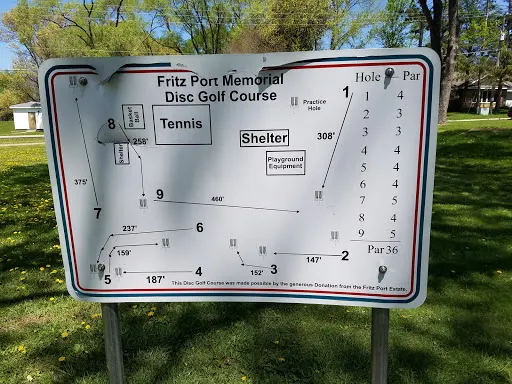 Fritz Port Memorial
Disc Golf Course
Hole Par
1 4
2 3
3 3
4 4
5 4
6 4
7 5
8 4
9 5
Par 36
Practice
Hole
1
308'
Basket
Ball
Tennis
8
258'
Shelter
Shelter
Playground
Equipment
375'
7
9
460'
6
237'
159'
5
187'
4
152'
3
147'
2
This Disc Golf Course was made possible by the generous Donation from the Fritz Port Estate.